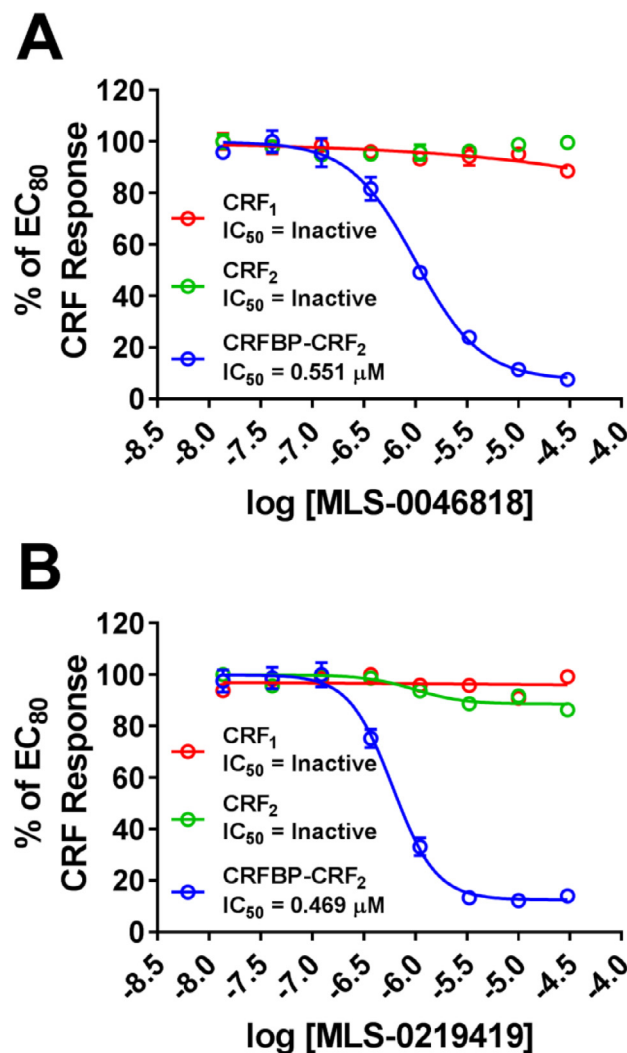 A
% of EC80
CRF Response
120
100
80
60
40
20
0
CRF1
IC50 = Inactive
CRF2
IC50 = Inactive
CRFBP-CRF2
IC50 = 0.551 μM
-8.5 -8.0 -7.5 -7.0 -6.5 -6.0 -5.5 -5.0 -4.5 -4.0
log [MLS-0046818]
B
% of EC80
CRF Response
120
100
80
60
40
20
0
CRF1
IC50 = Inactive
CRF2
IC50 = Inactive
CRFBP-CRF2
IC50 = 0.469 μM
-8.5 -8.0 -7.5 -7.0 -6.5 -6.0 -5.5 -5.0 -4.5 -4.0
log [MLS-0219419]